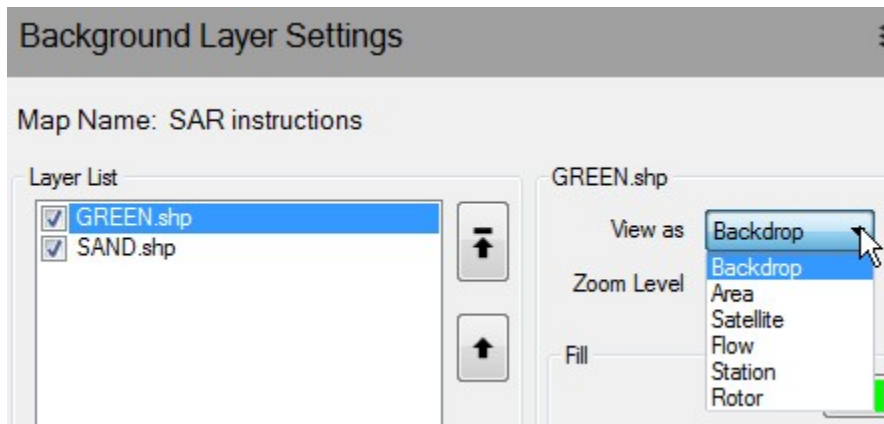 Background Layer Settings
Map Name: SAR instructions
Layer List
GREEN.shp
SAND.shp
GREEN.shp
View as
Backdrop
Backdrop
Area
Satellite
Flow
Station
Rotor
Zoom Level
Fill